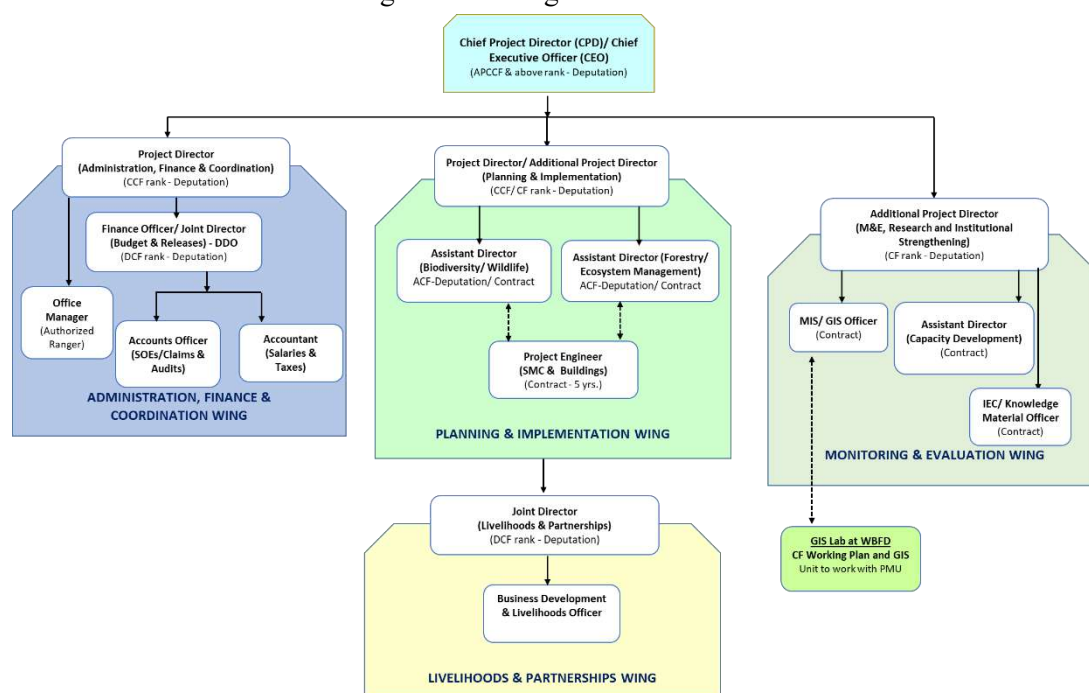 Chief Project Director (CPD)/ Chief
Executive Officer (CEO)
(APCCF & above rank - Deputation)
Project Director
(Administration, Finance & Coordination)
(CCF rank - Deputation)
Finance Officer/ Joint Director
(Budget & Releases) - DDO
(DCF rank - Deputation)
Office
Manager
(Authorized
Ranger)
Accounts Officer
(SOEs/Claims &
Audits)
Accountant
(Salaries &
Taxes)
ADMINISTRATION, FINANCE &
COORDINATION WING
Project Director/ Additional Project Director
(Planning & Implementation)
(CCF/ CF rank - Deputation)
Assistant Director
(Biodiversity/ Wildlife)
ACF-Deputation/ Contract
Assistant Director (Forestry/
Ecosystem Management)
ACF-Deputation/ Contract
Project Engineer
(SMC & Buildings)
(Contract - 5 yrs.)
PLANNING & IMPLEMENTATION WING
Additional Project Director
(M&E, Research and Institutional
Strengthening)
(CF rank - Deputation)
MIS/ GIS Officer
(Contract)
Assistant Director
(Capacity Development)
(Contract)
IEC/ Knowledge
Material Officer
(Contract)
MONITORING & EVALUATION WING
GIS Lab at WBFD
CF Working Plan and GIS
Unit to work with PMU
Joint Director
(Livelihoods & Partnerships)
(DCF rank - Deputation)
Business Development
& Livelihoods Officer
LIVELIHOODS & PARTNERSHIPS WING